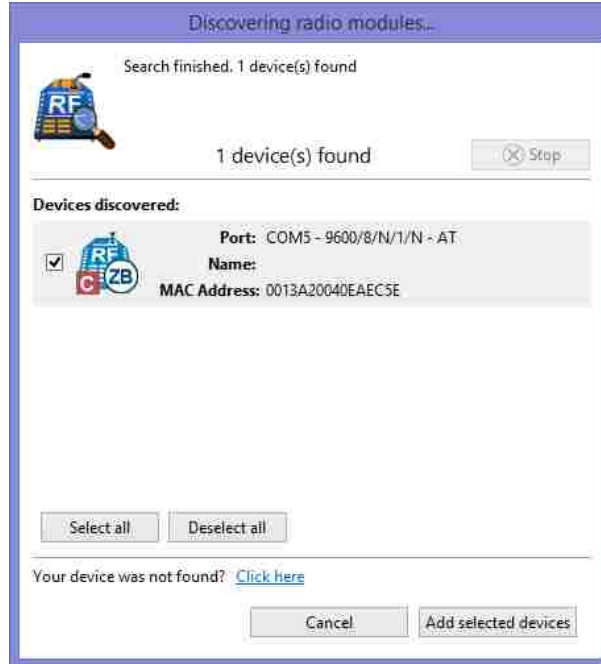 Discovering radio modules...
Search finished. 1 device(s) found
RF
1 device(s) found
Stop
Devices discovered:
RF
C
ZB
Port: COM5 - 9600/8/N/1/N - AT
Name:
MAC Address: 0013A20040EAEC5E
Select all
Deselect all
Your device was not found? Click here
Cancel
Add selected devices